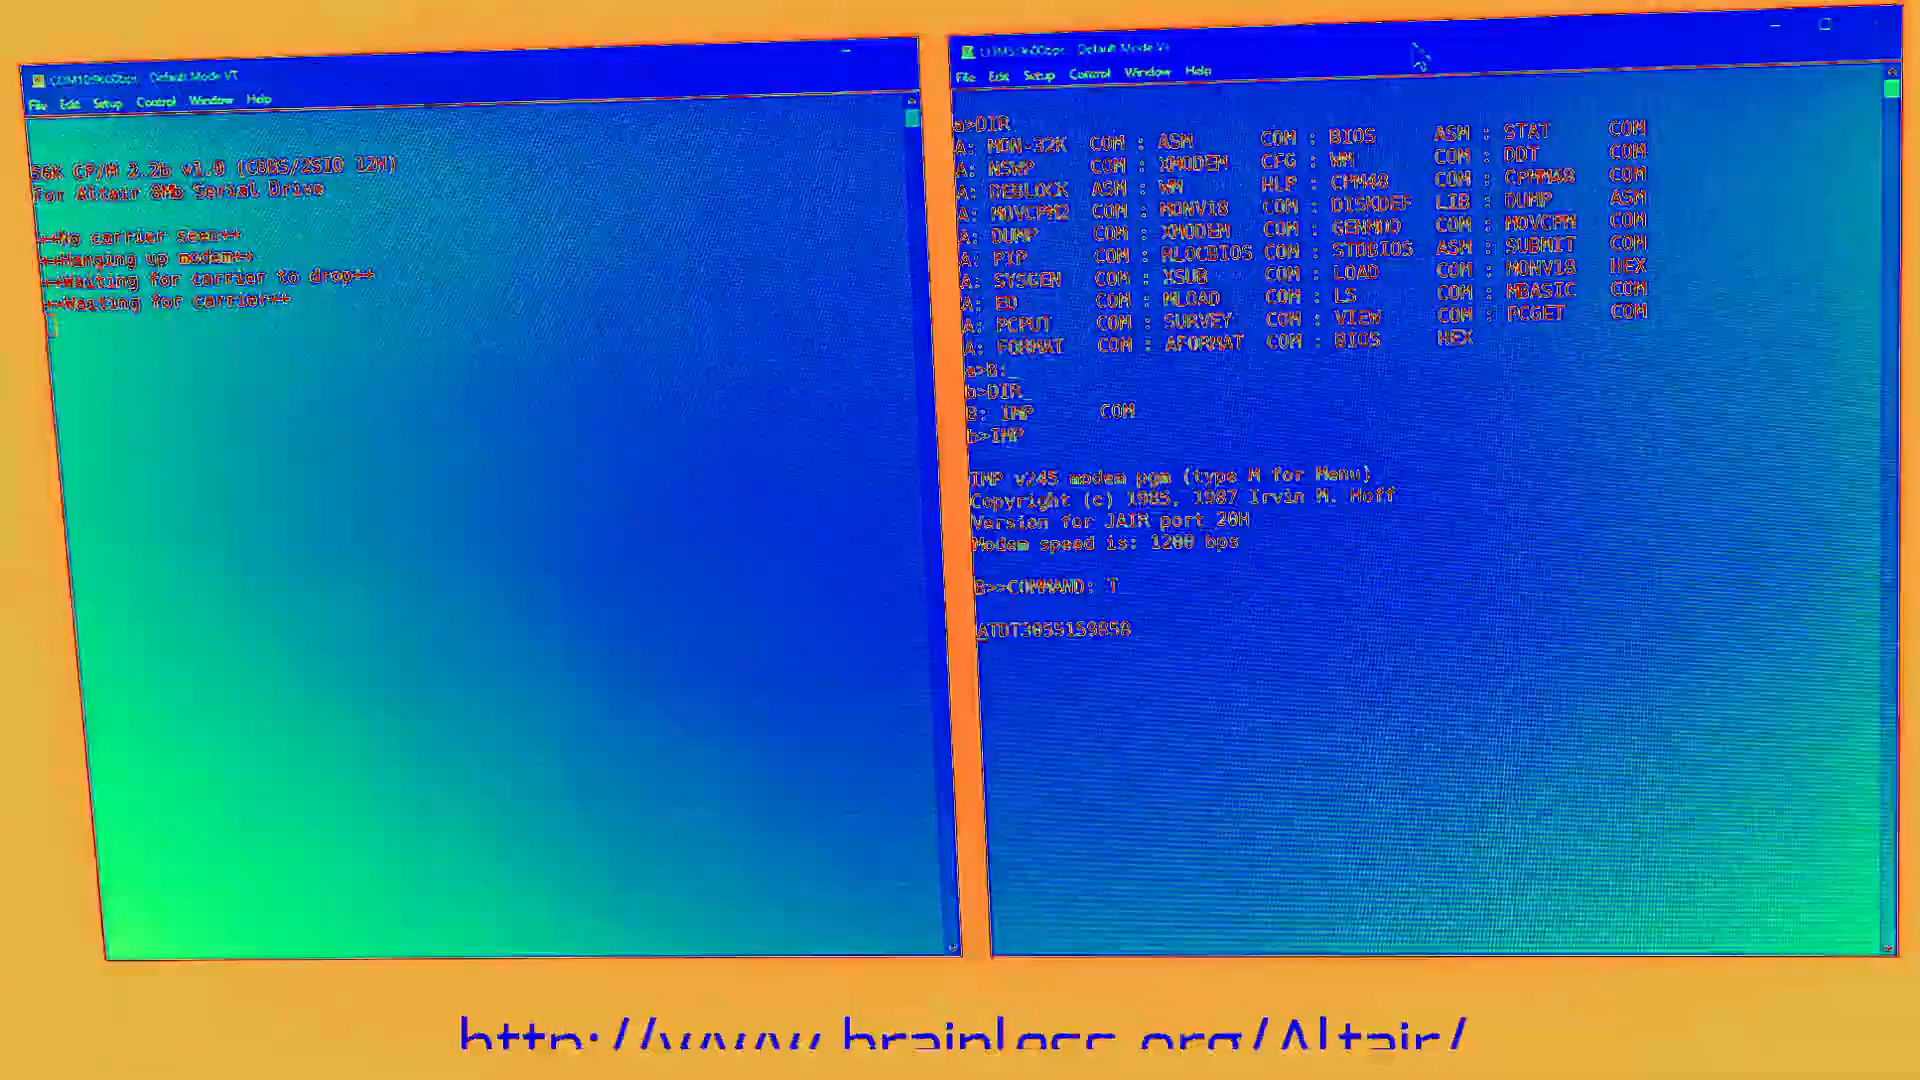 COM10:9600bps - Default Mode VT
File Edit Setup Control Window Help
56K CP/M 2.2b v1.0 (C8BS/2SIO 12H)
For Altair 8Mb Serial Drive
++No carrier seen++
++Hanging up modem++
++Waiting for carrier to drop++
++Waiting for carrier++
Default Mode VT
File Edit Setup Control Window Help
a>DIR
A: MON-32K COM : ASM COM : BIOS ASM : STAT COM
A: NSWP COM : XMODEM CFG : WM COM : DDT COM
A: DEBLOCK ASM : WM HLP : CPM48 COM : CPMM48 COM
A: MOVCPM2 COM : MONV18 COM : DISKDEF LIB : DUMP ASM
A: DUMP COM : XMODEM COM : GENMOD COM : MOVCPM COM
A: PIP COM : RLOCBIOS COM : STDBIOS ASM : SUBMIT COM
A: SYSGEN COM : XSUB COM : LOAD COM : MONV18 HEX
A: ED COM : MLOAD COM : LS COM : MBASIC COM
A: PCPUT COM : SURVEY COM : VIEW COM : PCGET COM
A: FORMAT COM : AFORMAT COM : BIOS HEX
a>B:
b>DIR
B: IMP COM
b>IMP
IMP v245 modem pgm (type M for Menu)
Copyright (c) 1985, 1987 Irvin M. Hoff
Version for JAIR port 20H
Modem speed is: 1200 bps
B>>COMMAND: T
ATDT3055159858
http://www.brainless.org/Altair/